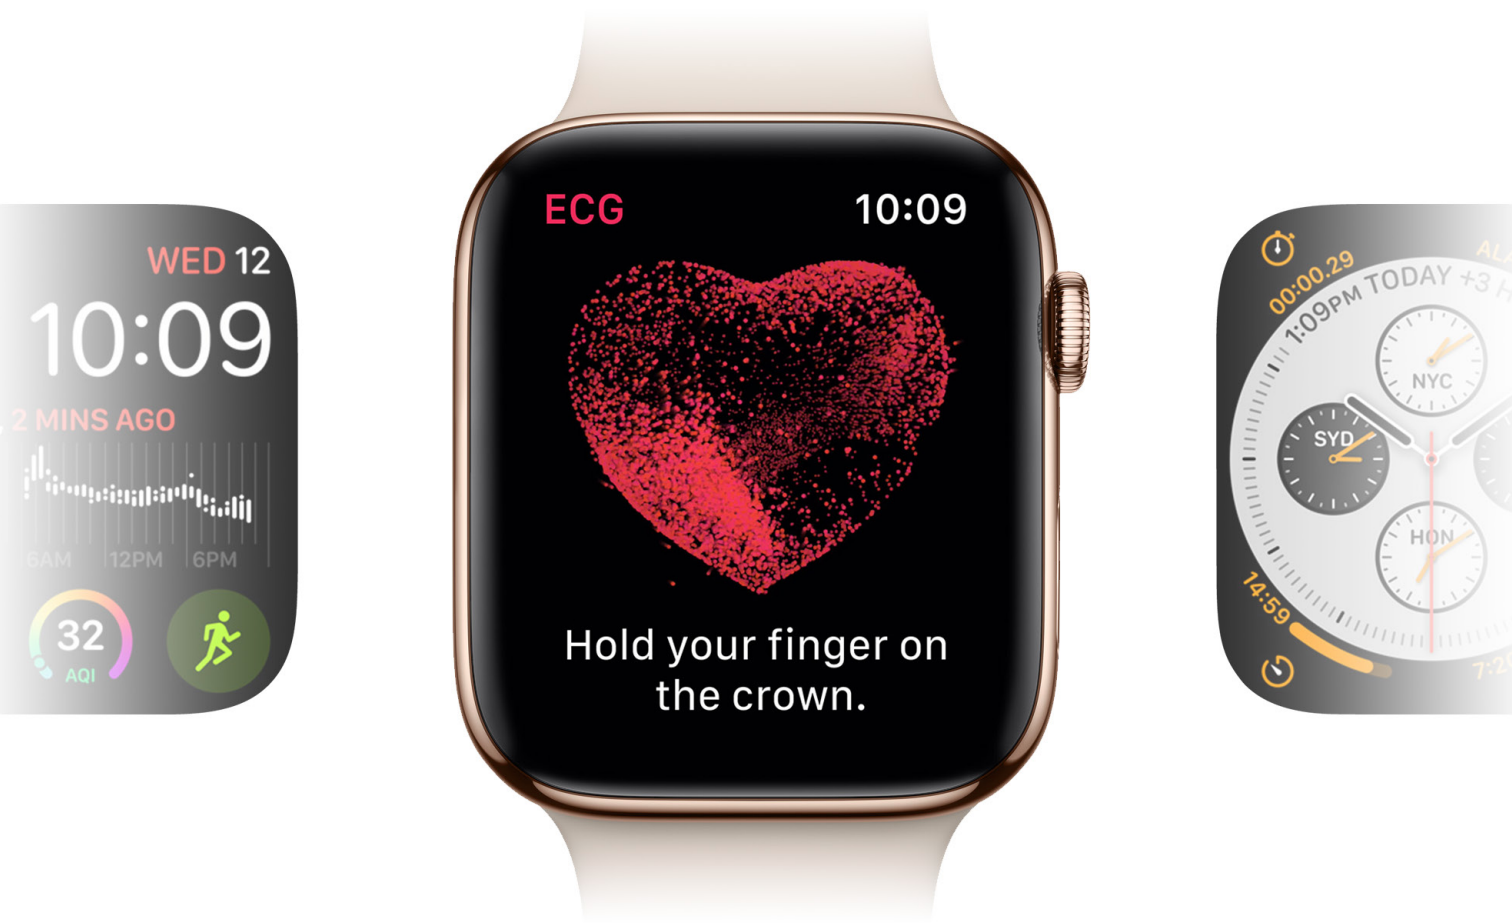 WED 12
10:09
2 MINS AGO
6AM 12PM 6PM
32
AQI
ECG
10:09
Hold your finger on
the crown.
00:00.29
1:09PM TODAY +3
NYC
SYD
HON
14:59